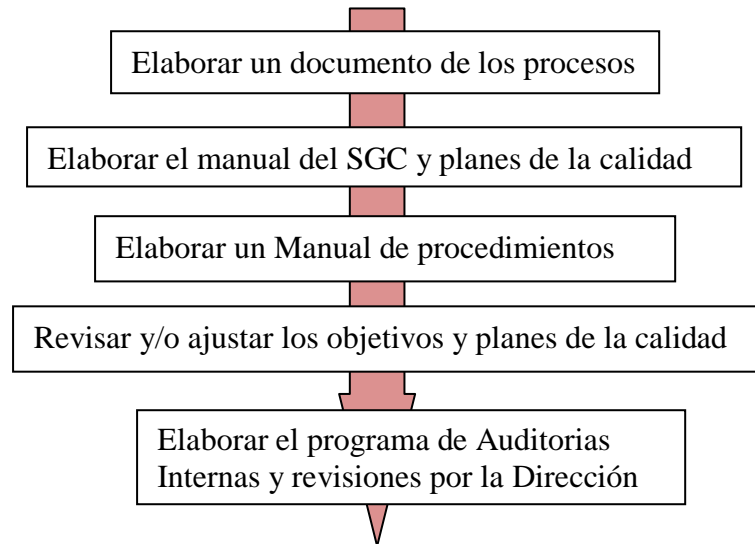 Elaborar un documento de los procesos
Elaborar el manual del SGC y planes de la calidad
Elaborar un Manual de procedimientos
Revisar y/o ajustar los objetivos y planes de la calidad
Elaborar el programa de Auditorias
Internas y revisiones por la Dirección